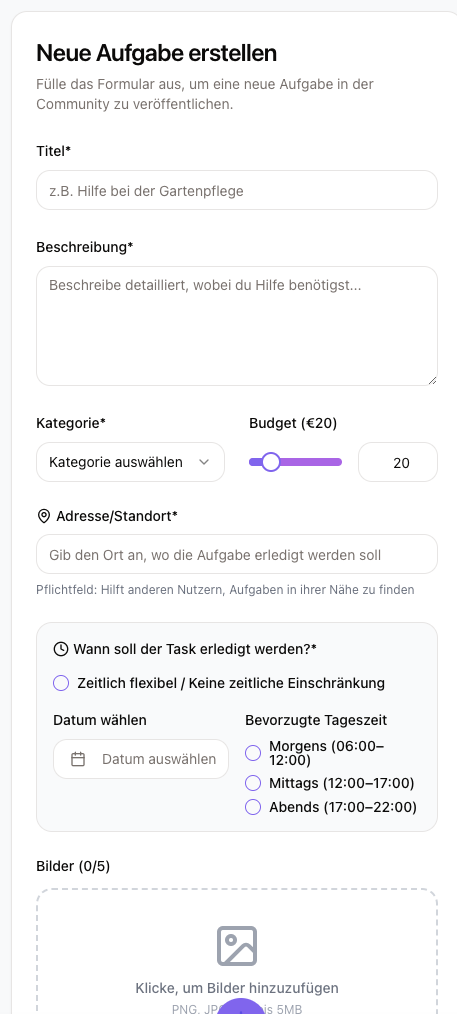 Neue Aufgabe erstellen
Fülle das Formular aus, um eine neue Aufgabe in der
Community zu veröffentlichen.
Titel*
z.B. Hilfe bei der Gartenpflege
Beschreibung*
Beschreibe detailliert, wobei du Hilfe benötigst...
Kategorie*
Budget (€20)
Kategorie auswählen
20
Adresse/Standort*
Gib den Ort an, wo die Aufgabe erledigt werden soll
Pflichtfeld: Hilft anderen Nutzern, Aufgaben in ihrer Nähe zu finden
Wann soll der Task erledigt werden?*
Zeitlich flexibel / Keine zeitliche Einschränkung
Datum wählen
Datum auswählen
Bevorzugte Tageszeit
Morgens (06:00–
12:00)
Mittags (12:00–17:00)
Abends (17:00–22:00)
Bilder (0/5)
Klicke, um Bilder hinzuzufügen
PNG, 5MB